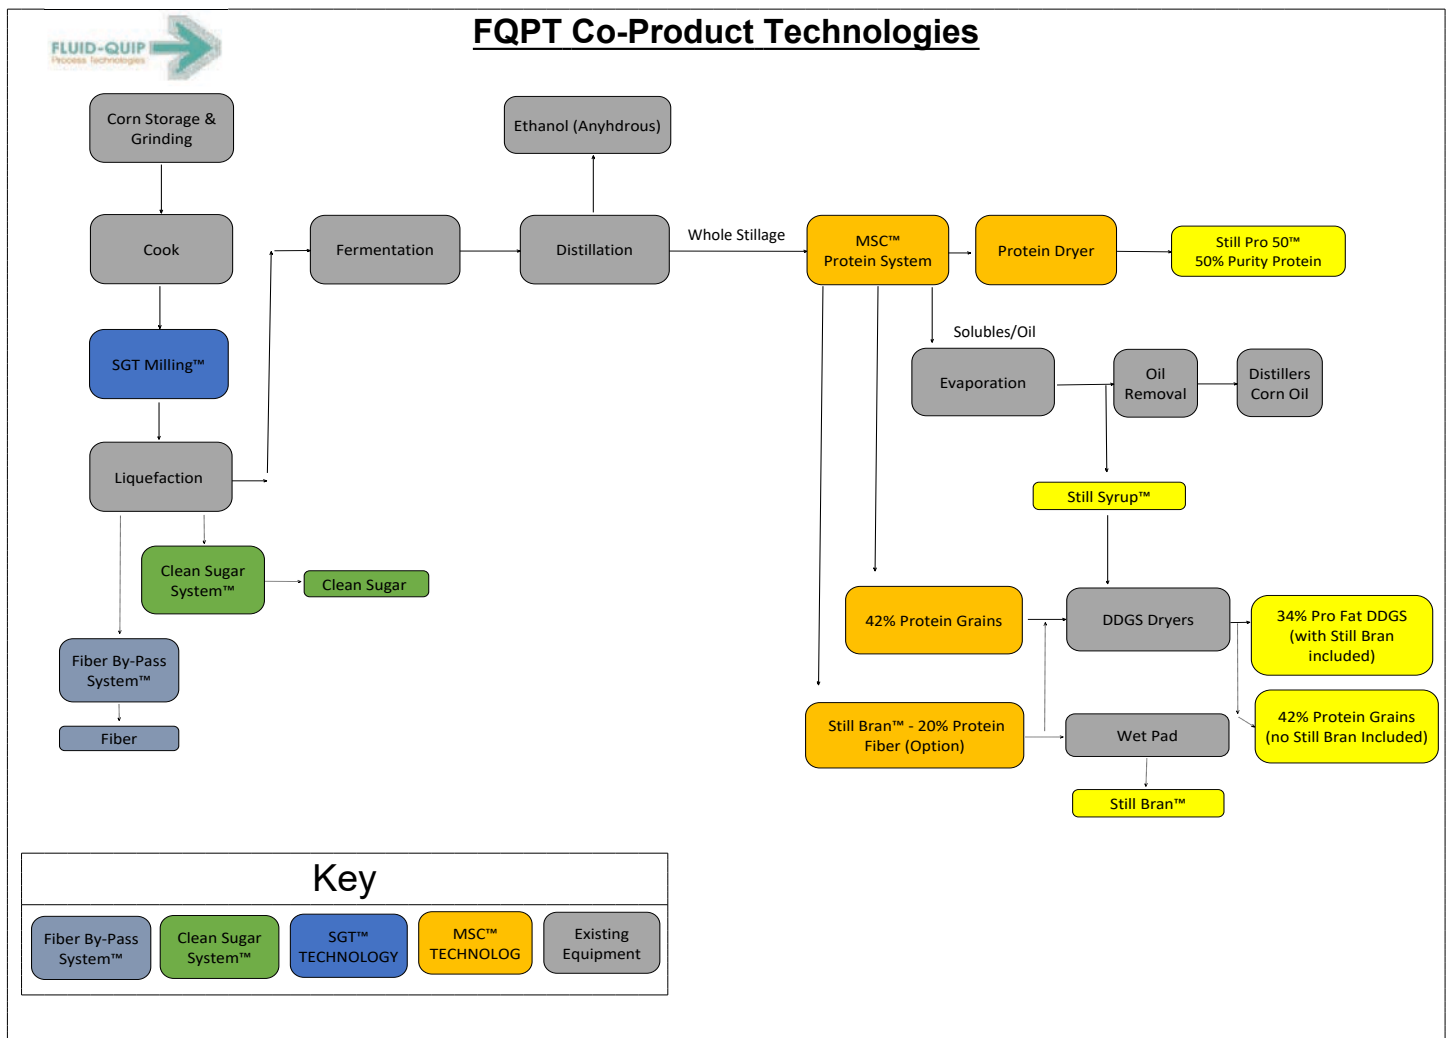 FQPT Co-Product Technologies
FLUID-QUIP
Process Technologies
Corn Storage &
Grinding
Ethanol (Anyhdrous)
Cook
Fermentation
Distillation
Whole Stillage
MSC™
Protein System
Protein Dryer
Still Pro 50™
50% Purity Protein
SGT Milling™
Solubles/Oil
Evaporation
Oil
Removal
Distillers
Corn Oil
Liquefaction
Still Syrup™
Clean Sugar
System™
Clean Sugar
42% Protein Grains
DDGS Dryers
34% Pro Fat DDGS
(with Still Bran
included)
Fiber By-Pass
System™
Fiber
Still Bran™ - 20% Protein
Fiber (Option)
Wet Pad
42% Protein Grains
(no Still Bran Included)
Still Bran™
Key
Fiber By-Pass
System™
Clean Sugar
System™
SGT™
TECHNOLOGY
MSC™
TECHNOLOG
Existing
Equipment